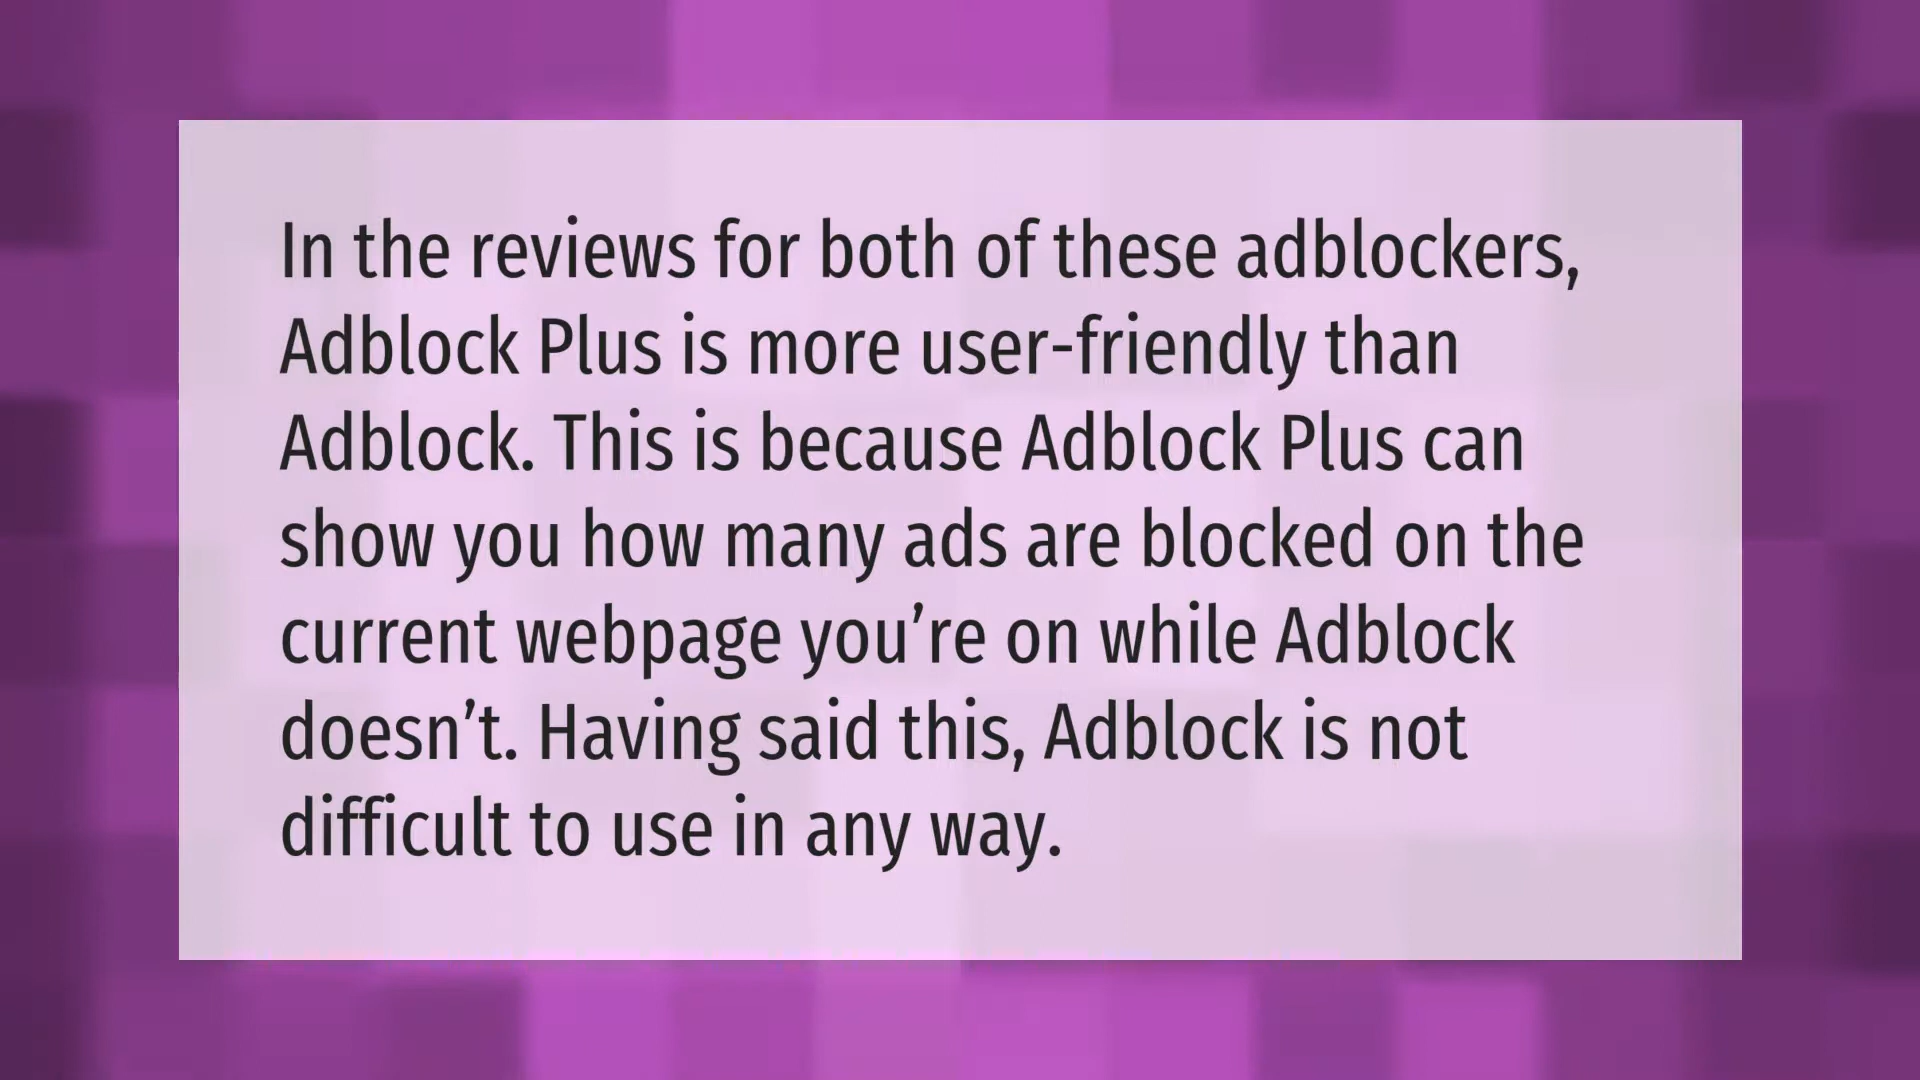 In the reviews for both of these adblockers,
Adblock Plus is more user-friendly than
Adblock. This is because Adblock Plus can
show you how many ads are blocked on the
current webpage you’re on while Adblock
doesn’t. Having said this, Adblock is not
difficult to use in any way.